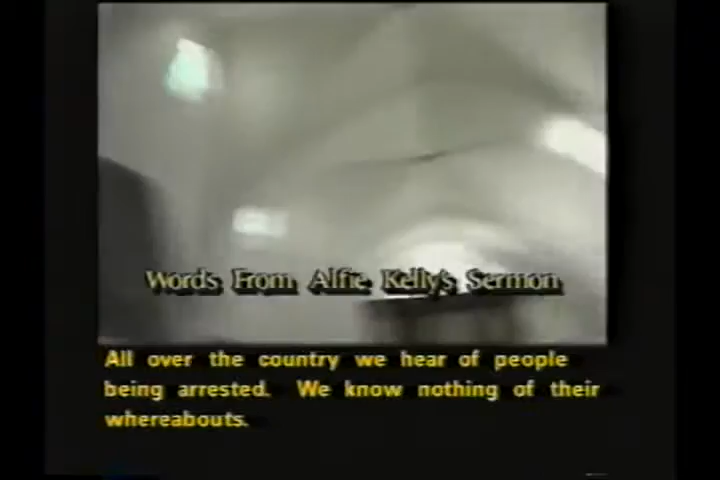 Words From Alfie Kelly's Sermon
All over the country we hear of people
being arrested. We know nothing of their
whereabouts.